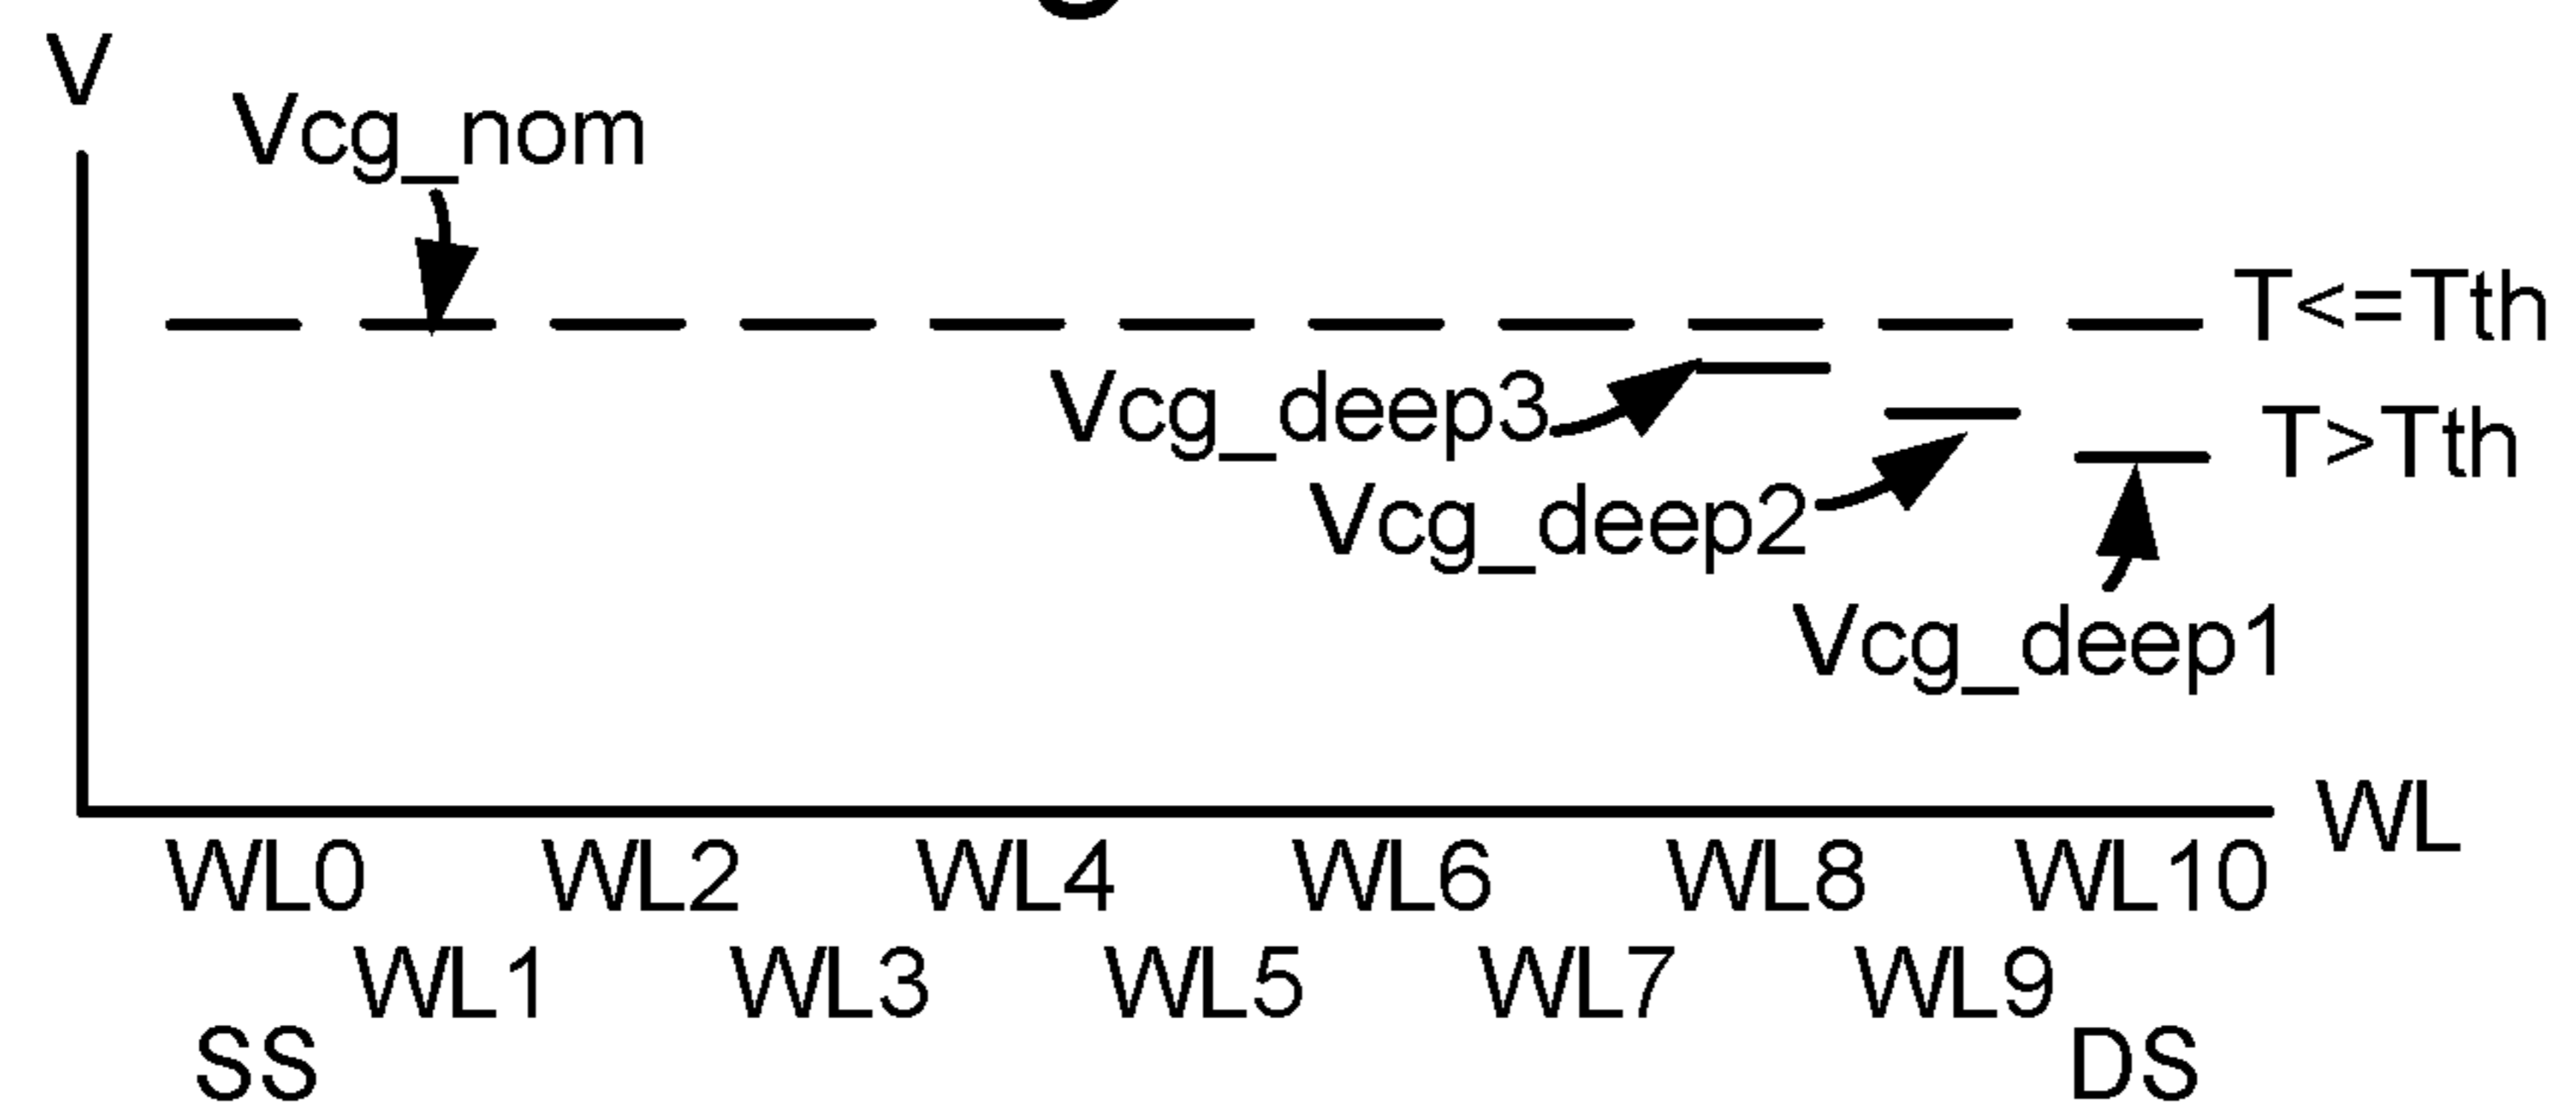 V
Vcg_nom
T<=Tth
Vcg_deep3
T>Tth
Vcg_deep2
Vcg_deep1
WL
WL0 WL2 WL4 WL6 WL8 WL10
WL1 WL3 WL5 WL7 WL9
SS DS